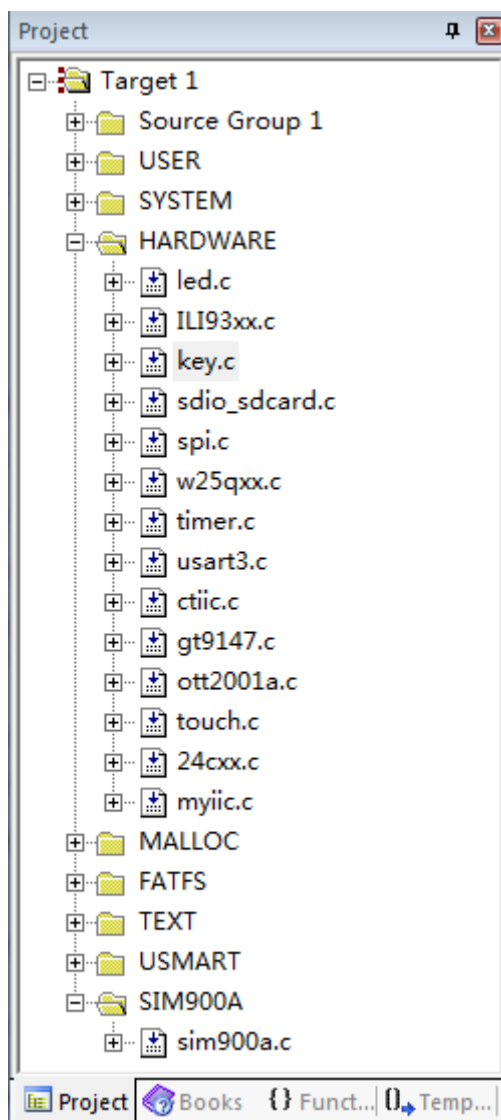 Project
Target 1
Source Group 1
USER
SYSTEM
HARDWARE
led.c
ILI93xx.c
key.c
sdio_sdcard.c
spi.c
w25qxx.c
timer.c
usart3.c
ctiic.c
gt9147.c
ott2001a.c
touch.c
24cxx.c
myiic.c
MALLOC
FATFS
TEXT
USMART
SIM900A
sim900a.c
Project Books {} Funct... 0 Temp...